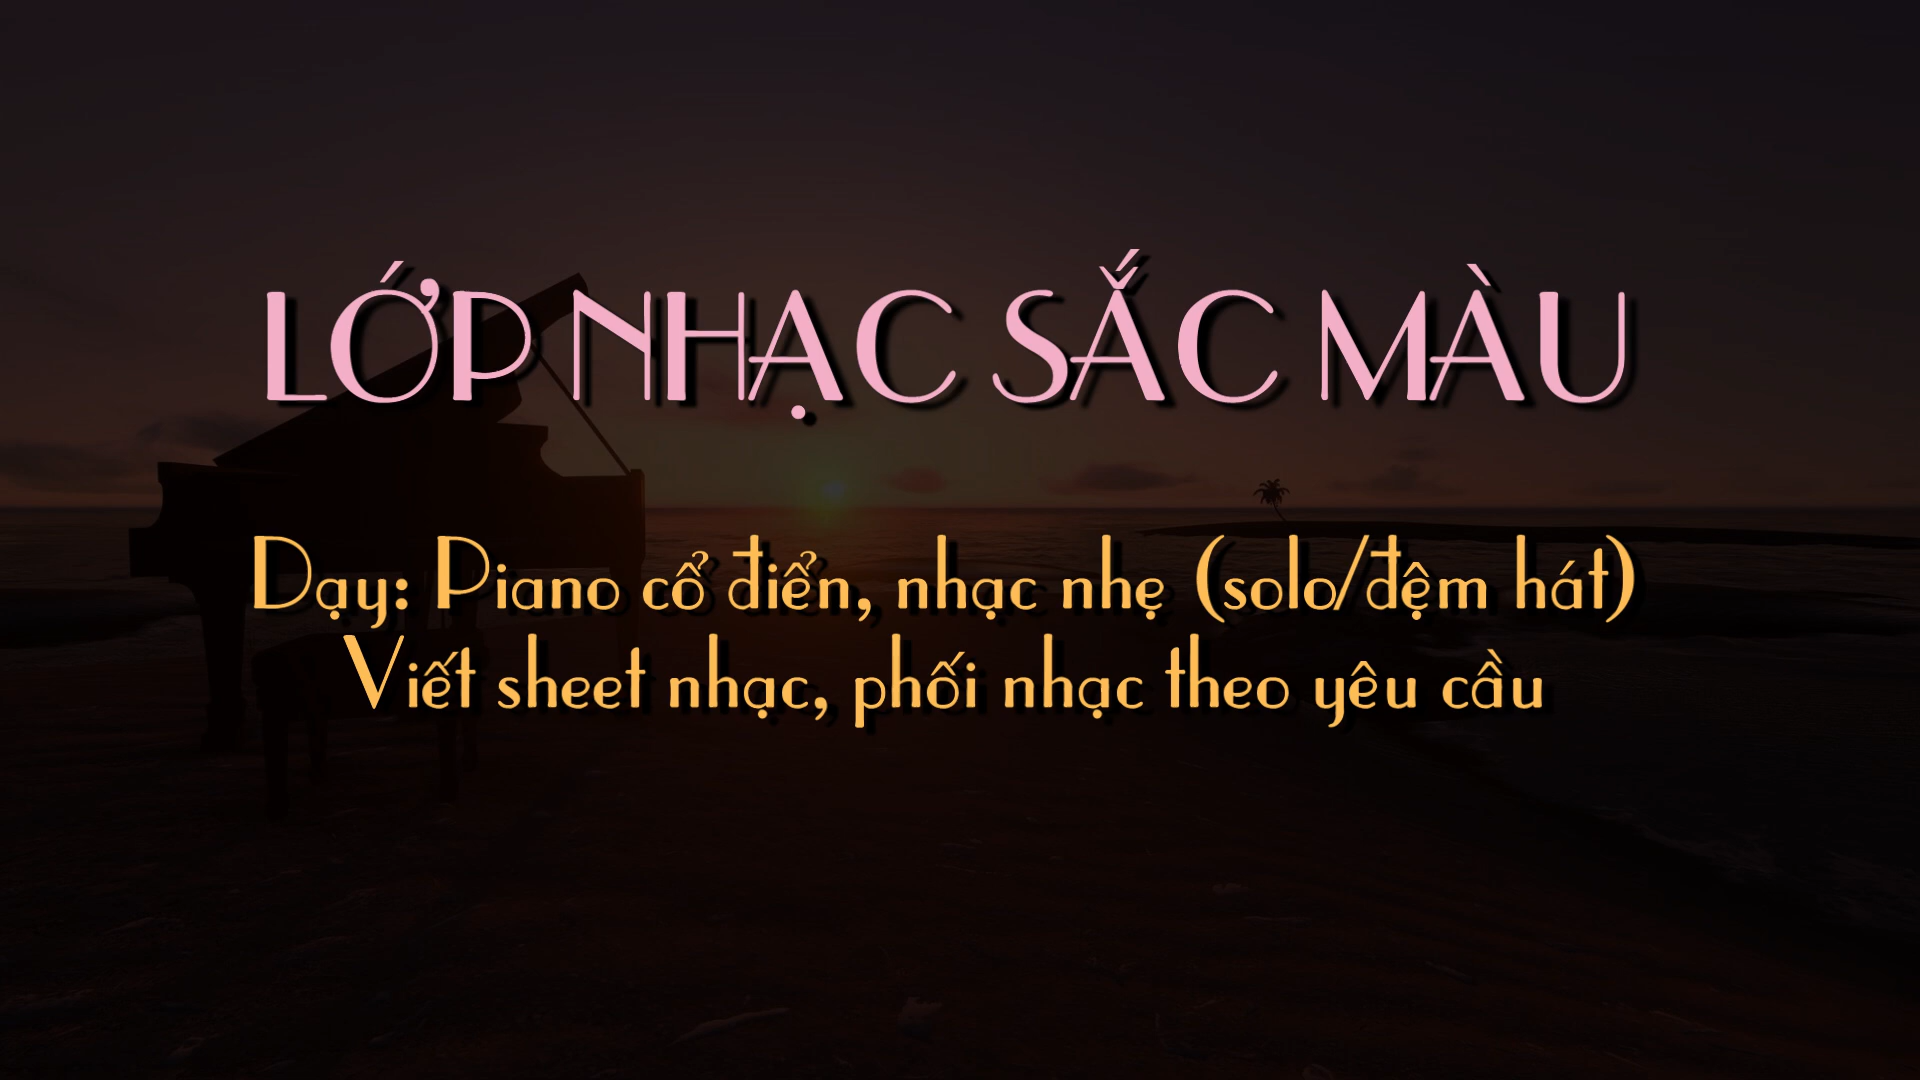 LỚP NHẠC SẮC MÀU
Dạy: Piano cổ điển, nhạc nhẹ (solo/đệm hát)
Viết sheet nhạc, phối nhạc theo yêu cầu